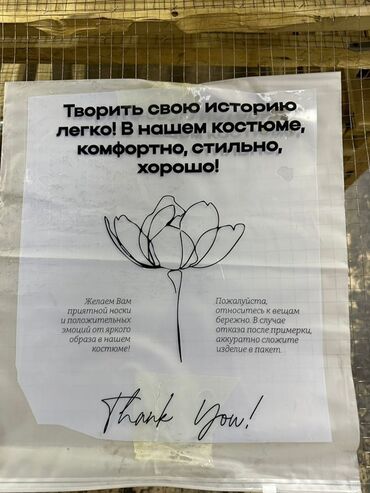 Творить свою историю
легко! В нашем костюме,
комфортно, стильно,
хорошо!
Желаем Вам
приятной носки
и положительных
эмоций от яркого
образа в нашем
костюме!
Пожалуйста,
относитесь к вещам
бережно. В случае
отказа после примерки,
аккуратно сложите
изделие в пакет.
Thank You!